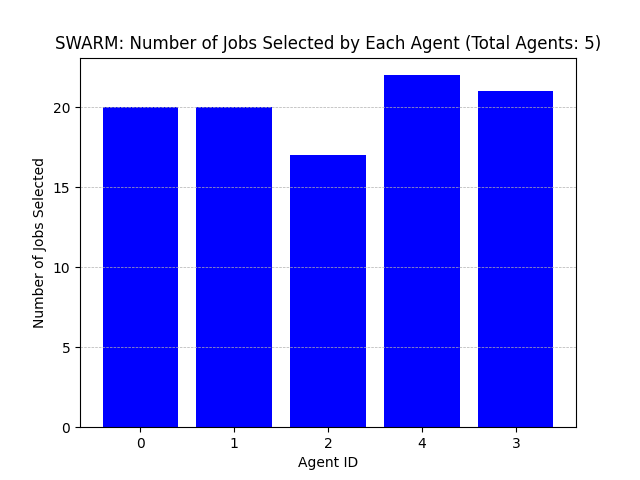 SWARM: Number of Jobs Selected by Each Agent (Total Agents: 5)
Number of Jobs Selected
20
15
10
5
0
0 1 2 4 3
Agent ID